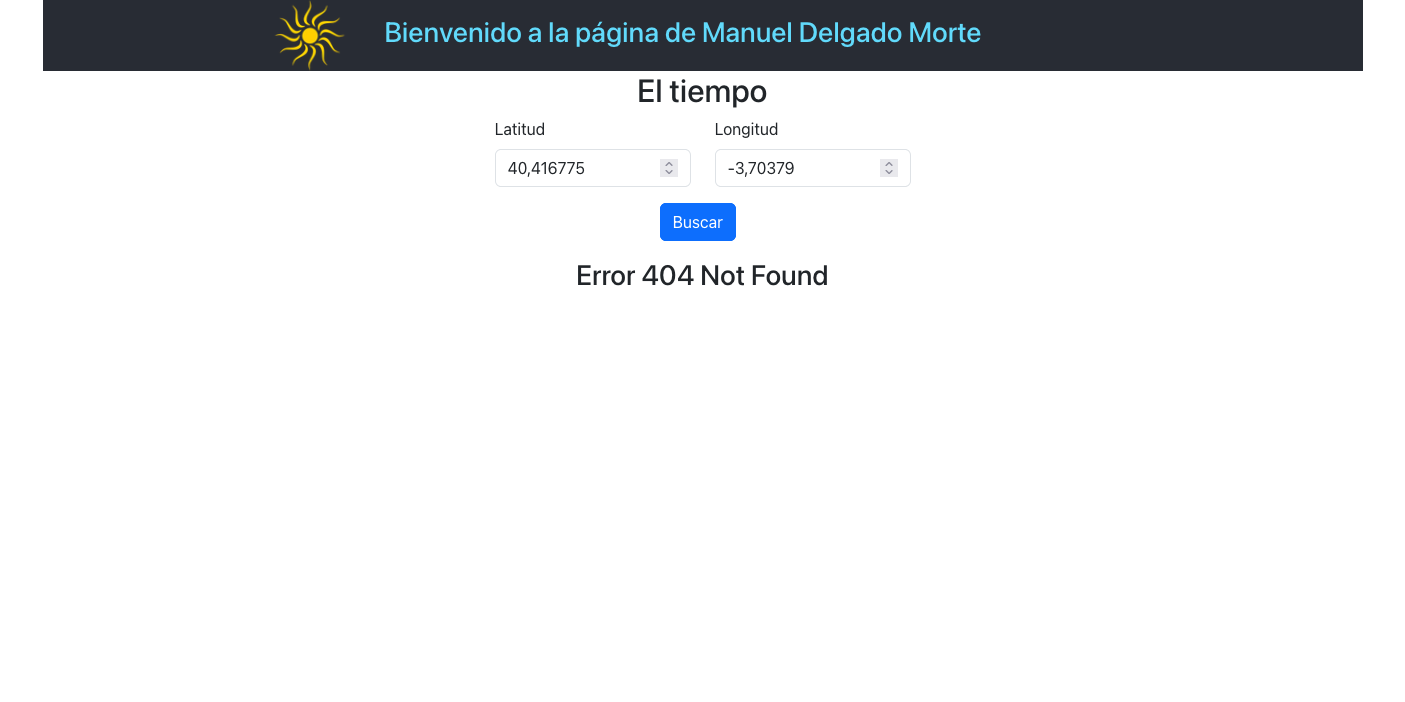 Bienvenido a la página de Manuel Delgado Morte
El tiempo
Latitud Longitud
40,416775 -3,70379
Buscar
Error 404 Not Found